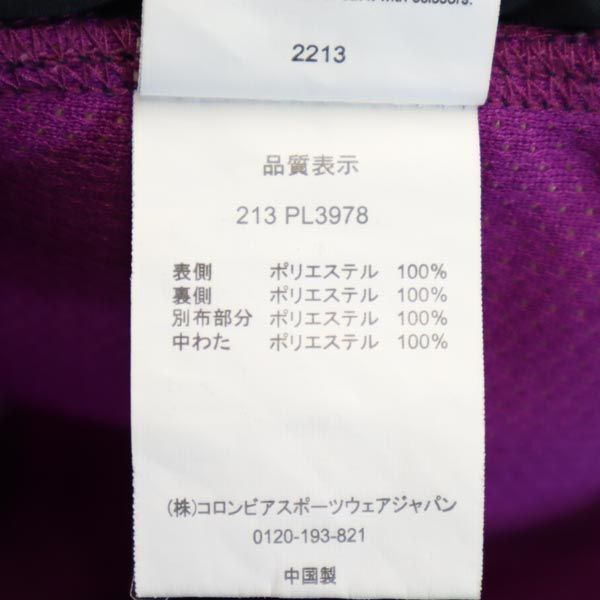 with scissors.
2213
品質表示
213 PL3978
表側 ポリエステル 100%
裏側 ポリエステル 100%
別布部分 ポリエステル 100%
中わた ポリエステル 100%
(株)コロンビアスポーツウェアジャパン
0120-193-821
中国製